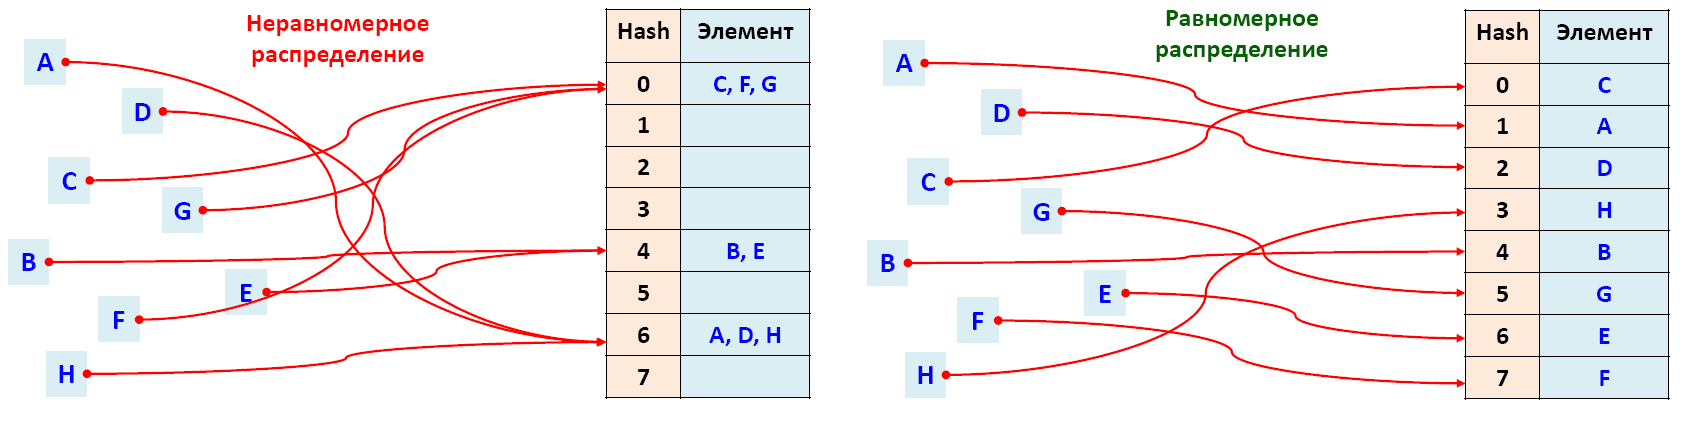 Неравномерное
распределение
A
D
C
G
B
E
F
H
Hash Элемент
0 C, F, G
1
2
3
4 B, E
5
6 A, D, H
7
Равномерное
распределение
A
D
C
G
B
E
F
H
Hash Элемент
0 C
1 A
2 D
3 H
4 B
5 G
6 E
7 F